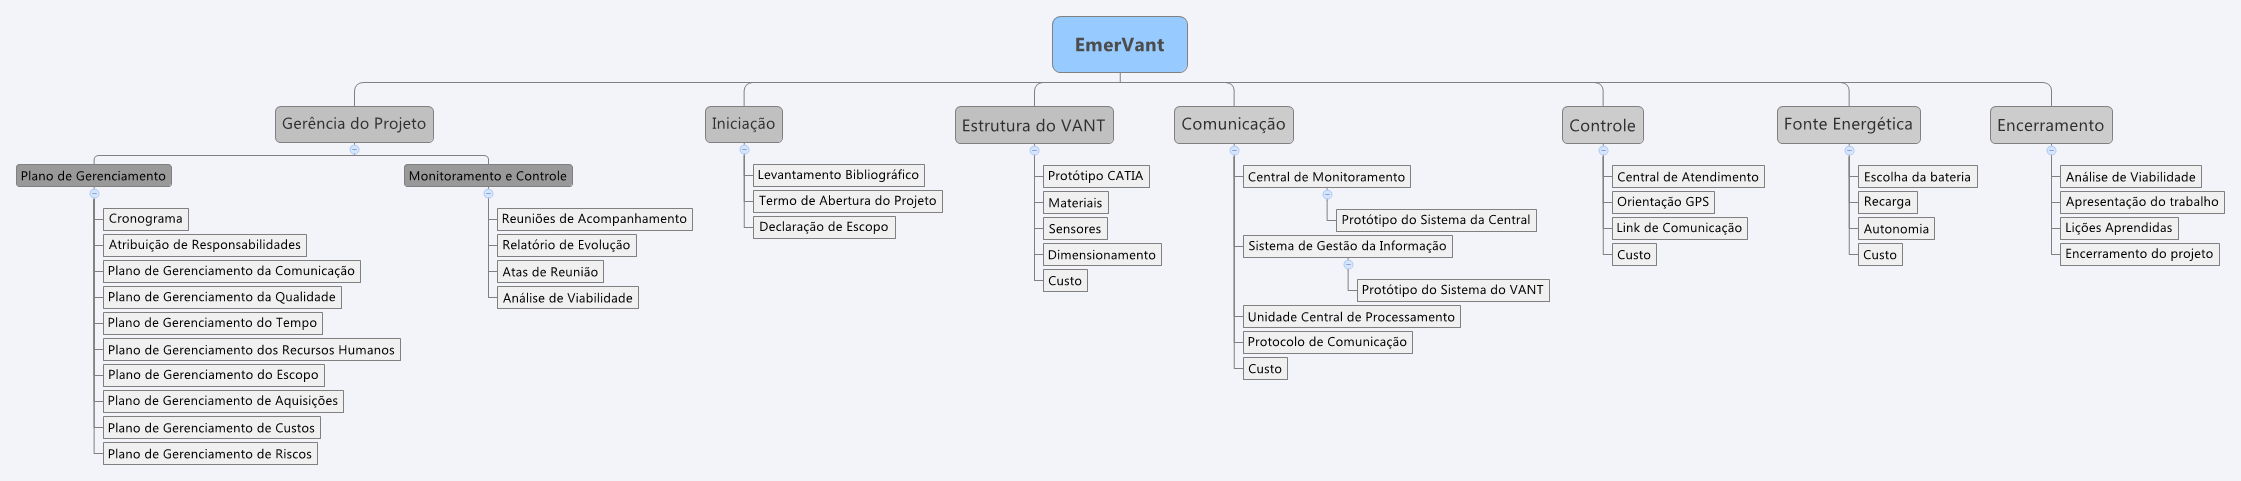 EmerVant
Gerência do Projeto
Plano de Gerenciamento
Cronograma
Atribuição de Responsabilidades
Plano de Gerenciamento da Comunicação
Plano de Gerenciamento da Qualidade
Plano de Gerenciamento do Tempo
Plano de Gerenciamento dos Recursos Humanos
Plano de Gerenciamento do Escopo
Plano de Gerenciamento de Aquisições
Plano de Gerenciamento de Custos
Plano de Gerenciamento de Riscos
Monitoramento e Controle
Reuniões de Acompanhamento
Relatório de Evolução
Atas de Reunião
Análise de Viabilidade
Iniciação
Levantamento Bibliográfico
Termo de Abertura do Projeto
Declaração de Escopo
Estrutura do VANT
Protótipo CATIA
Materiais
Sensores
Dimensionamento
Custo
Comunicação
Central de Monitoramento
Protótipo do Sistema da Central
Sistema de Gestão da Informação
Protótipo do Sistema do VANT
Unidade Central de Processamento
Protocolo de Comunicação
Custo
Controle
Central de Atendimento
Orientação GPS
Link de Comunicação
Custo
Fonte Energética
Escolha da bateria
Recarga
Autonomia
Custo
Encerramento
Análise de Viabilidade
Apresentação do trabalho
Lições Aprendidas
Encerramento do projeto